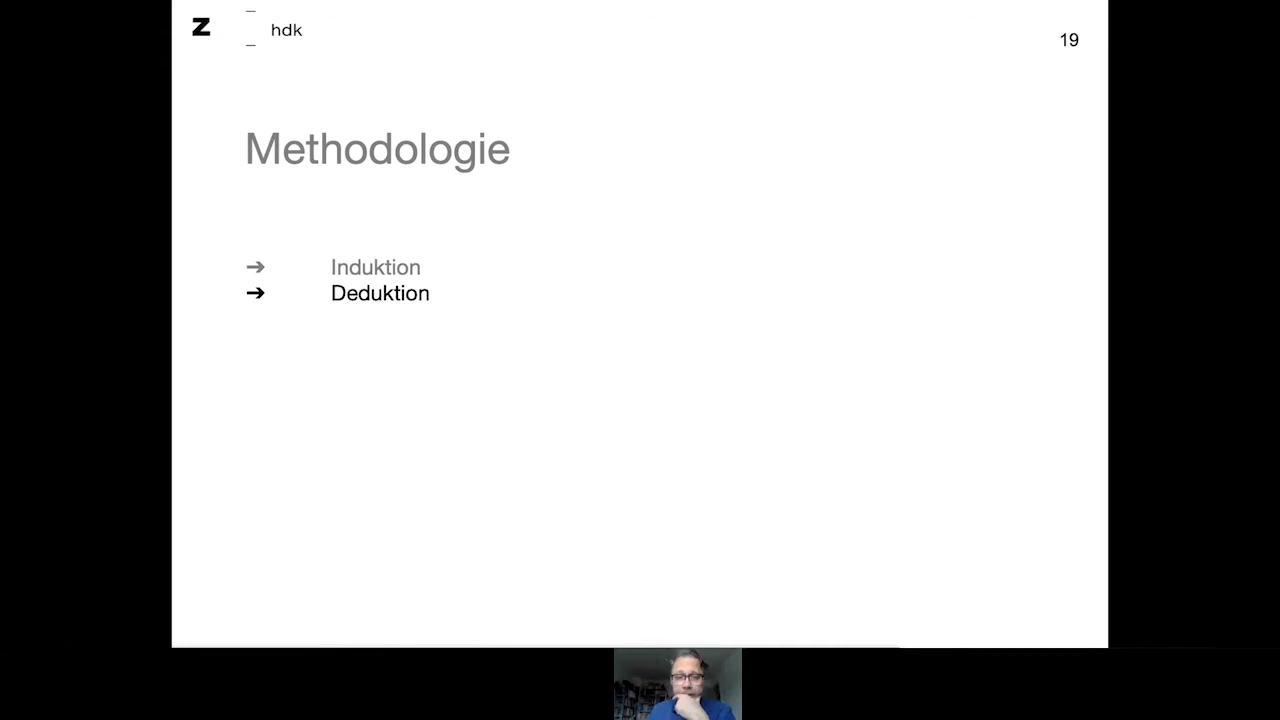 Z hdk
19
Methodologie
➔ Induktion
➔ Deduktion